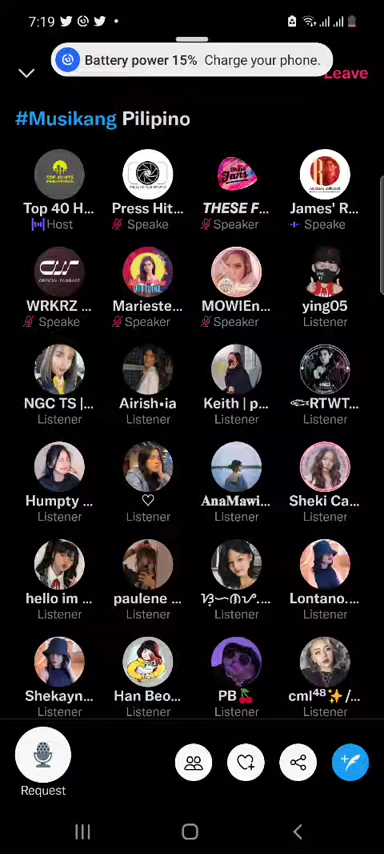 7:19
Battery power 15% Charge your phone.
Leave
#Musikang Pilipino
Top 40 H... Press Hit... THESE F... James' R...
Host Speake Speaker Speake
WRKRZ ... Marieste... MOWIEn... ying05
Speake Speaker Speaker Listener
NGC TS |... Airish•ia Keith | p... RTWT...
Listener Listener Listener Listener
Humpty ... ♡ 𝐀𝐧𝐚𝐌𝐚𝐰𝐢... Sheki Ca...
Listener Listener Listener Listener
hello im ... paulene ... Lontano...
Listener Listener Listener Listener
Shekayn... Han Beo... PB🍒 cml⁴⁸✨/...
Listener Listener Listener Listener
Request